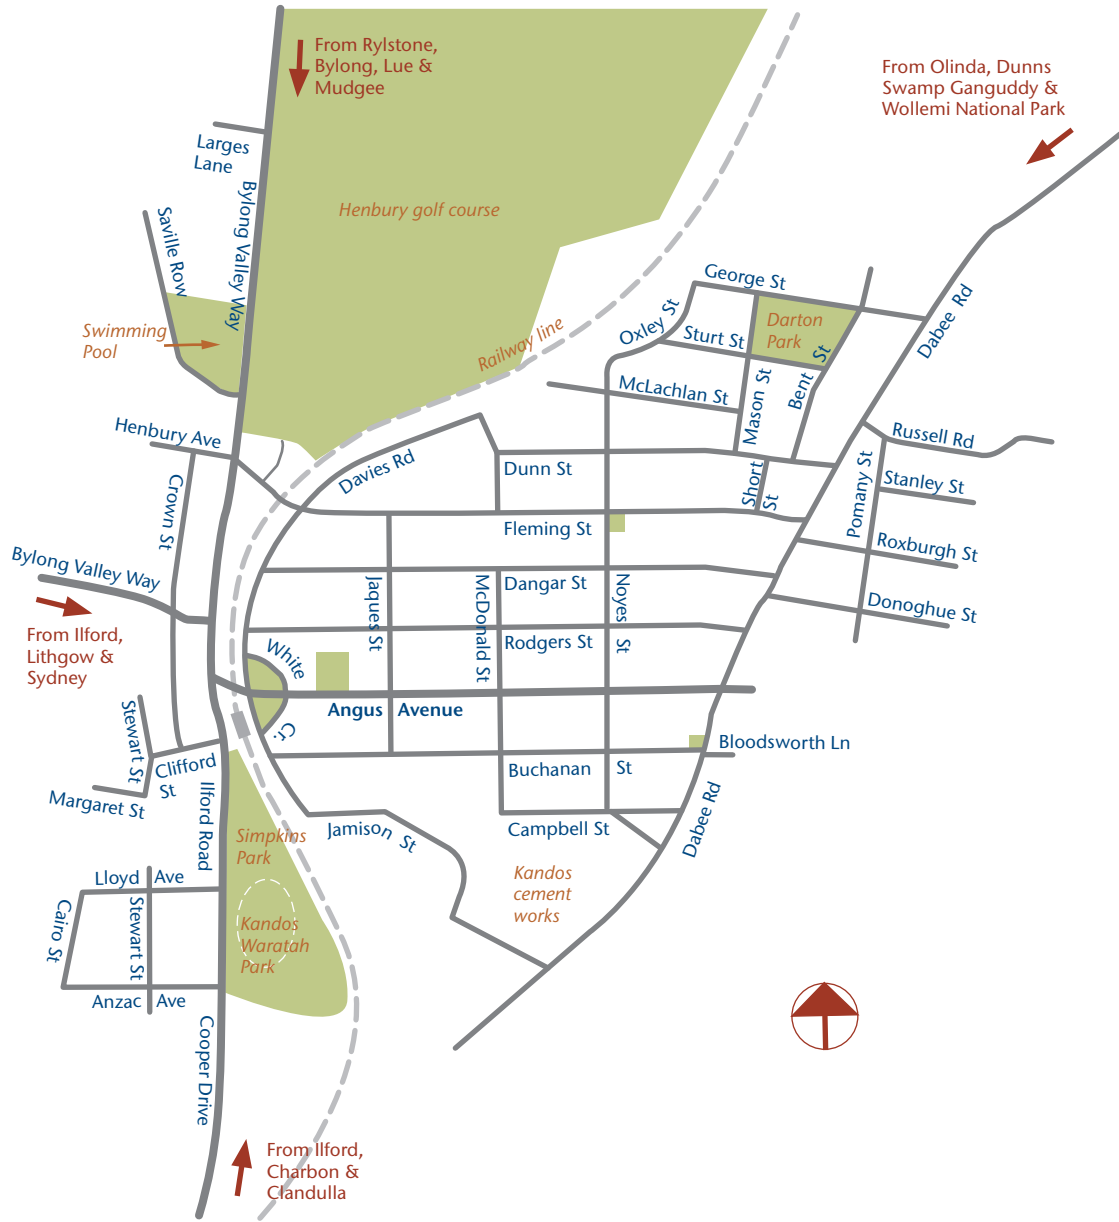 From Rylstone,
Bylong, Lue &
Mudgee
From Olinda, Dunns
Swamp Ganguddy &
Wollemi National Park
Larges
Lane
Bylong Valley Way
Saville Row
Henbury golf course
Swimming
Pool
Railway line
George St
Oxley St
Sturt St
Darton
Park
Dabee Rd
McLachlan St
Mason St
Bent St
Henbury Ave
Crown St
Davies Rd
Dunn St
Short
St
Russell Rd
Pomany St
Stanley St
Fleming St
Roxburgh St
Bylong Valley Way
Jaques St
McDonald St
Dangar St
Noyes St
Donoghue St
From Ilford,
Lithgow &
Sydney
White
Ct.
Rodgers St
Angus Avenue
Stewart St
Clifford
St
Margaret St
Ilford Road
Buchanan St
Bloodsworth Ln
Dabee Rd
Jamison St
Campbell St
Simpkins
Park
Kandos
cement
works
Lloyd Ave
Cairo St
Stewart St
Kandos
Waratah
Park
Anzac Ave
Cooper Drive
From Ilford,
Charbon &
Clandulla